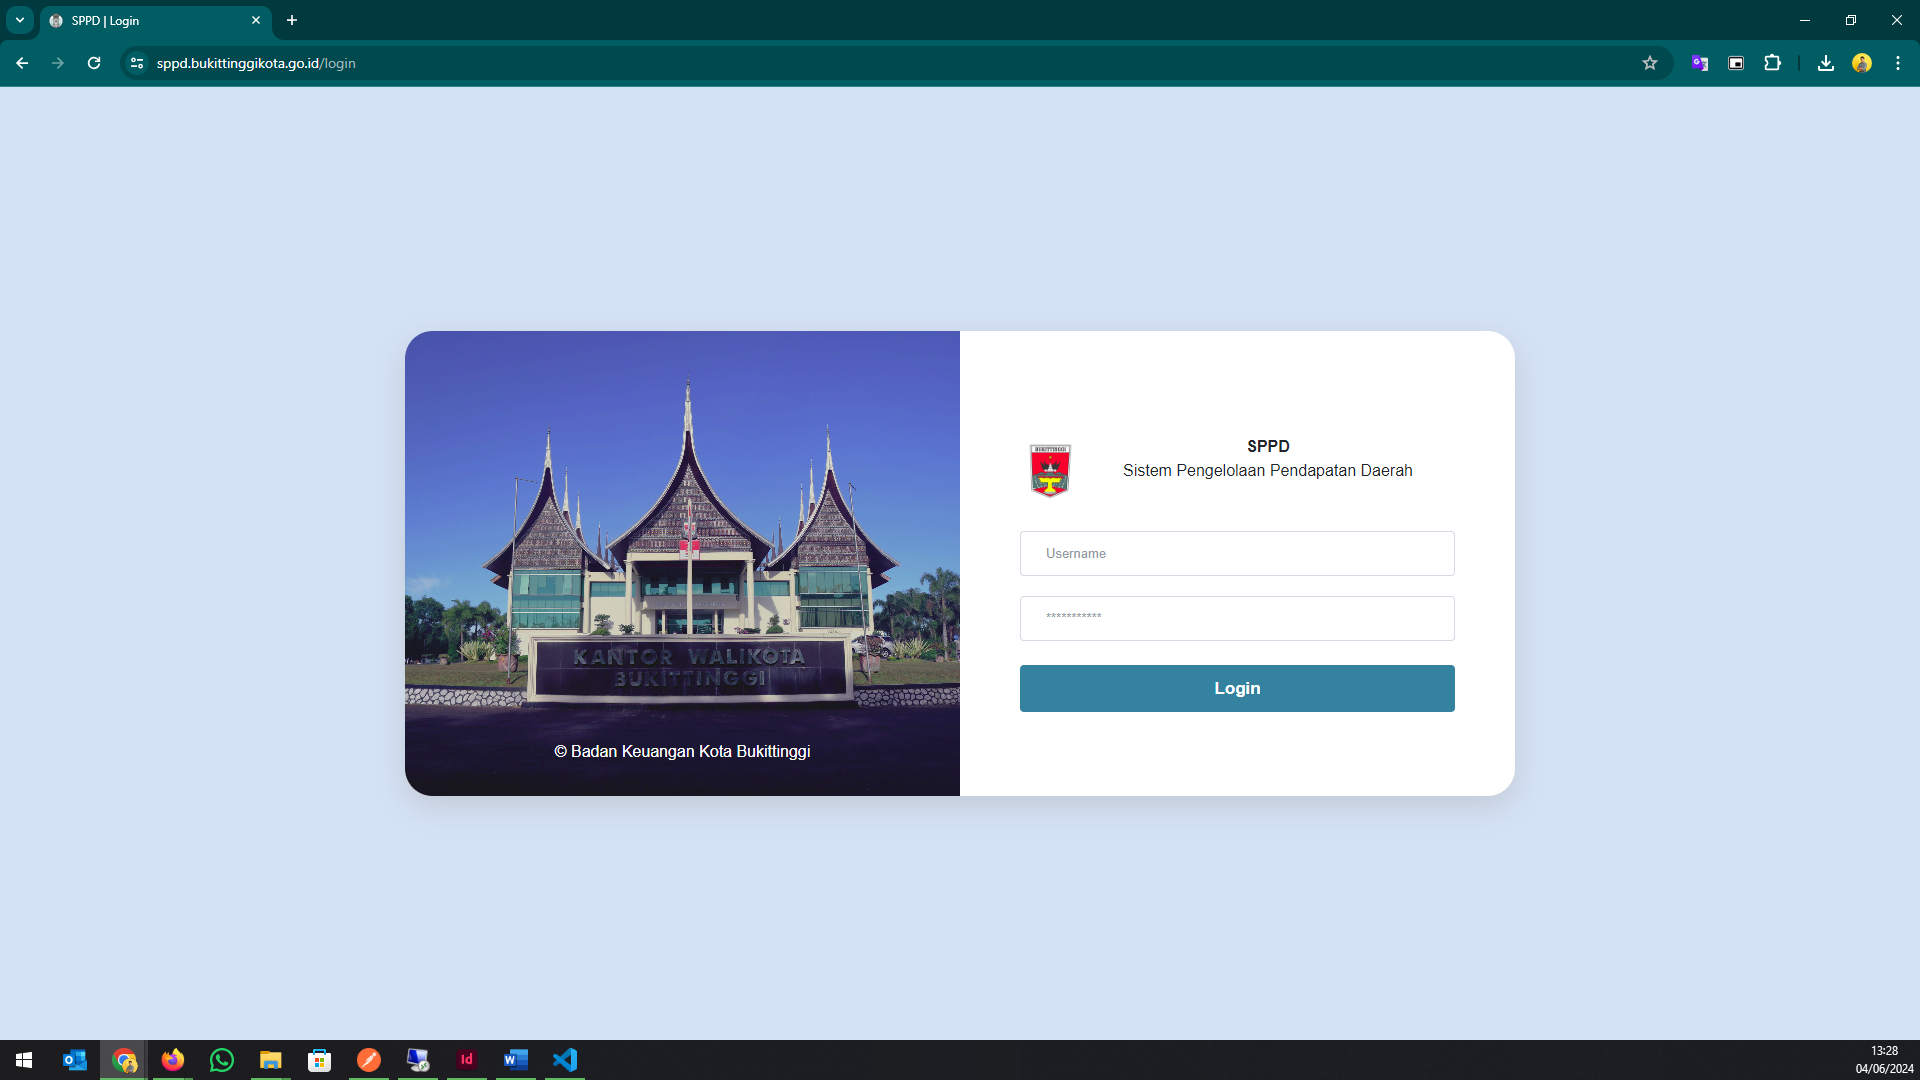 SPPD | Login
sppd.bukittinggikota.go.id/login
BUKITTINGGI
SPPD
Sistem Pengelolaan Pendapatan Daerah
Username
***********
Login
KANTOR WALIKOTA
BUKITTINGGI
© Badan Keuangan Kota Bukittinggi
13:28
04/06/2024